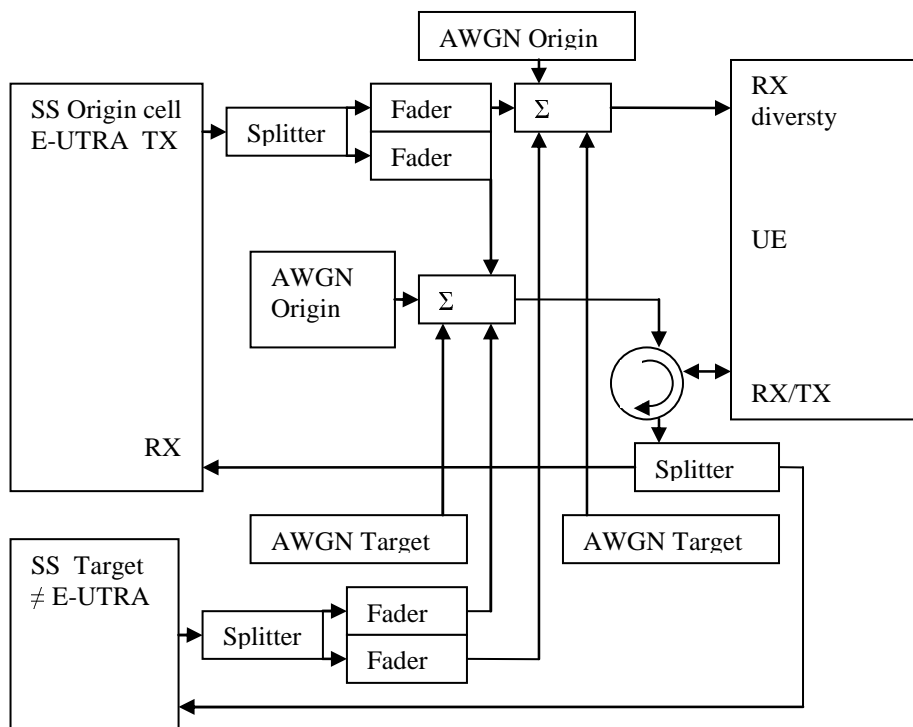 AWGN Origin
SS Origin cell
E-UTRA TX
Splitter
Fader
Fader
Σ
RX
diversty
UE
AWGN
Origin
Σ
RX/TX
RX
Splitter
AWGN Target
AWGN Target
SS Target
≠ E-UTRA
Splitter
Fader
Fader